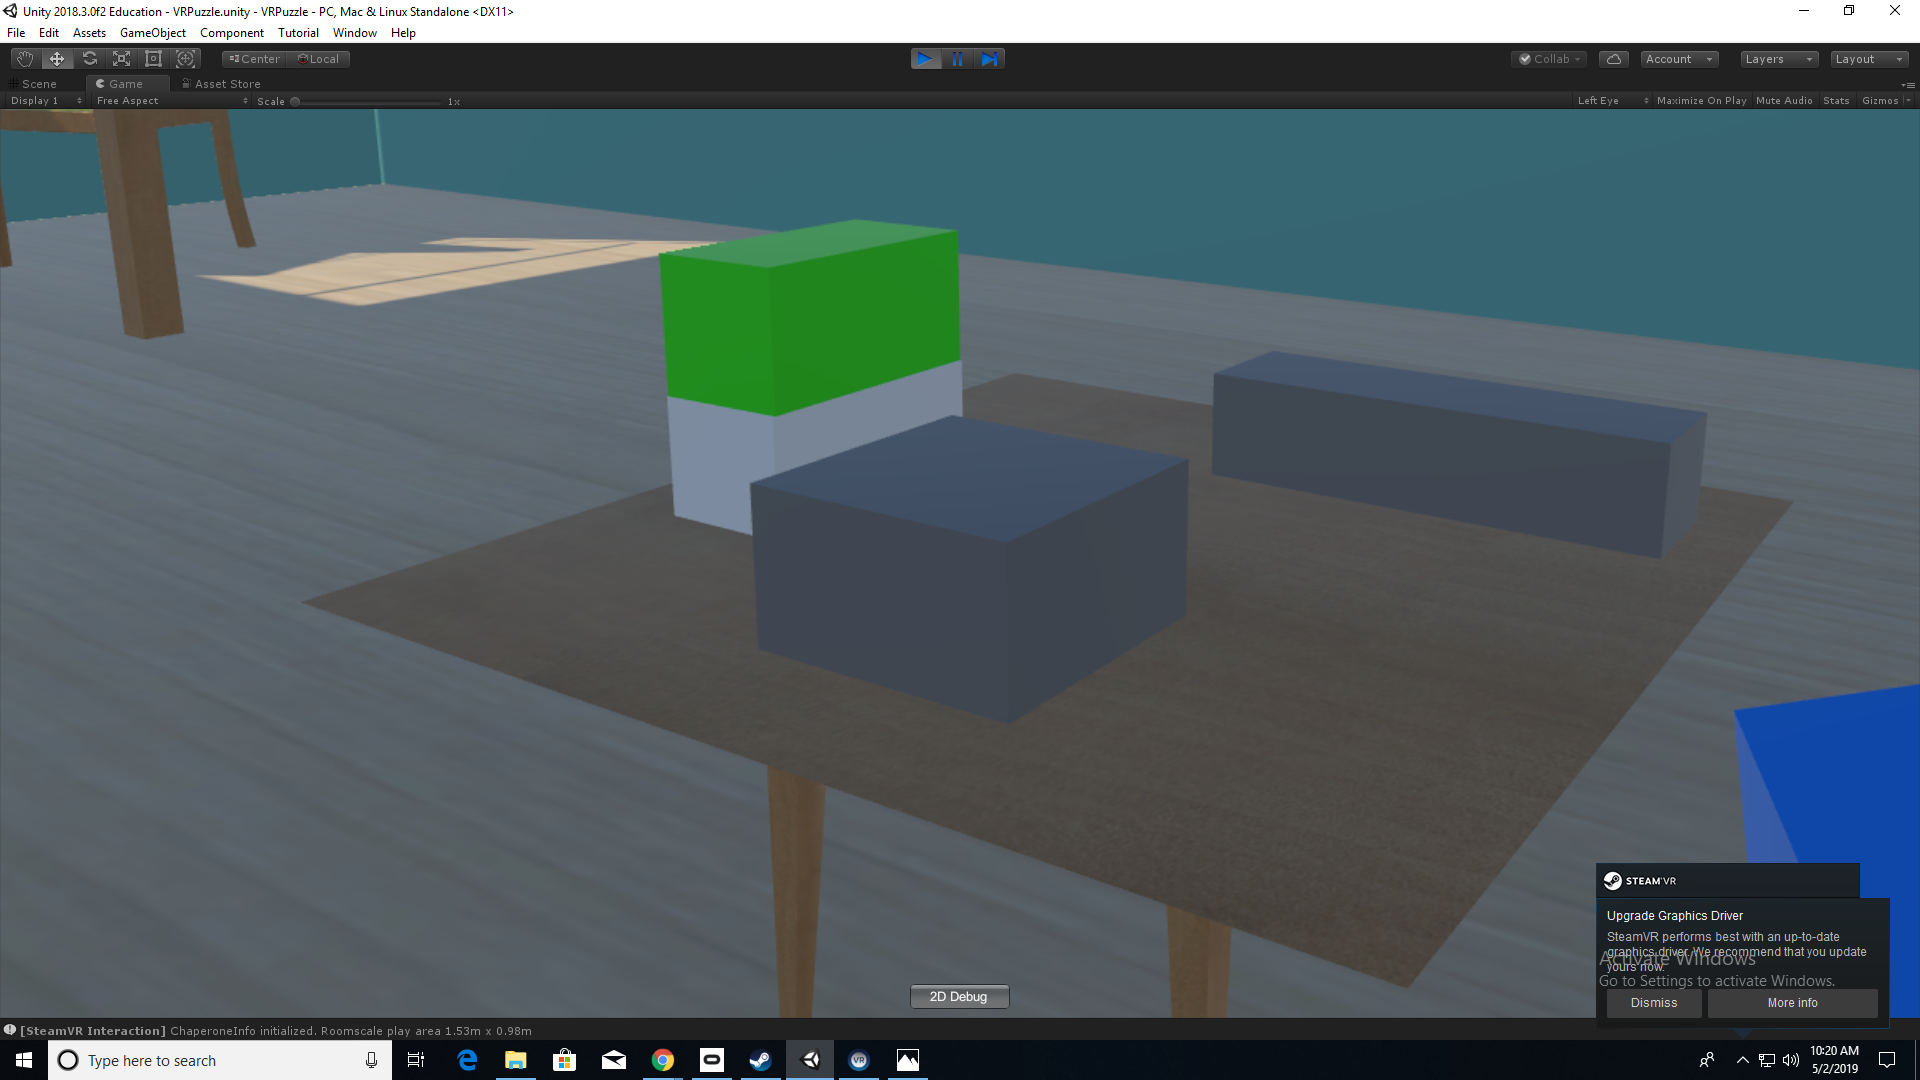 Unity 2018.3.0f2 Education - VRPuzzle.unity - VRPuzzle - PC, Mac & Linux Standalone <DX11>
File Edit Assets GameObject Component Tutorial Window Help
Center Local Collab Account Layers Layout
Scene Game Asset Store
Display 1 Free Aspect Scale 1x Left Eye Maximize On Play Mute Audio Stats Gizmos
STEAM VR
Upgrade Graphics Driver
SteamVR performs best with an up-to-date
graphics driver. We recommend that you update
yours now.
Activate Windows
Go to Settings to activate Windows.
Dismiss More info
2D Debug
[SteamVR Interaction] ChaperoneInfo initialized. Roomscale play area 1.53m x 0.98m
Type here to search
VR
10:20 AM
5/2/2019